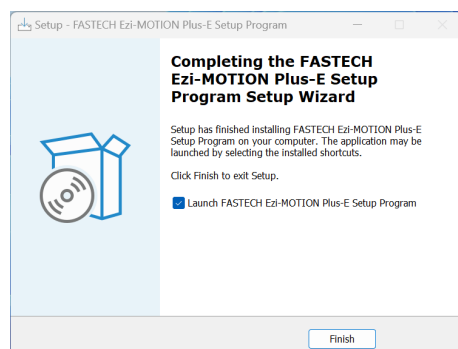 Setup - FASTECH Ezi-MOTION Plus-E Setup Program
Completing the FASTECH
Ezi-MOTION Plus-E Setup
Program Setup Wizard
Setup has finished installing FASTECH Ezi-MOTION Plus-E
Setup Program on your computer. The application may be
launched by selecting the installed shortcuts.
Click Finish to exit Setup.
Launch FASTECH Ezi-MOTION Plus-E Setup Program
Finish